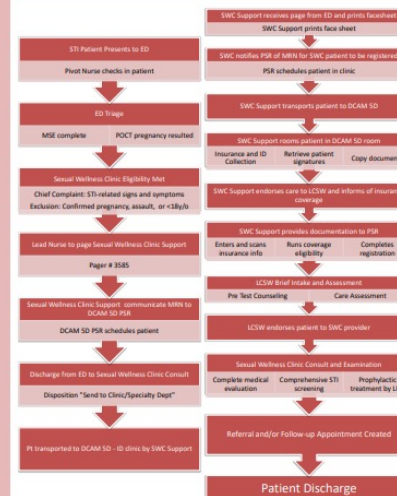 STI Patient Presents to ED
Pivot Nurse checks in patient
ED Triage
MSE complete POCT pregnancy resulted
Sexual Wellness Clinic Eligibility Met
Chief Complaint: STI-related signs and symptoms
Exclusion: Confirmed pregnancy, assault, or <18y/o
Lead Nurse to page Sexual Wellness Clinic Support
Pager # 3585
Sexual Wellness Clinic Support communicate MRN to
DCAM 5D PSR
DCAM 5D PSR schedules patient
Discharge from ED to Sexual Wellness Clinic Consult
Disposition "Send to Clinic/Specialty Dept"
Pt transported to DCAM 5D - ID clinic by SWC Support
SWC Support receives page from ED and prints facesheet
SWC Support prints face sheet
SWC notifies PSR of MRN for SWC patient to be registered
PSR schedules patient in clinic
SWC Support transports patient to DCAM 5D
SWC Support rooms patient in DCAM 5D room
Insurance and ID Retrieve patient Copy documen
Collection signatures
SWC Support endorses care to LCSW and informs of insuran
coverage
SWC Support provides documentation to PSR
Enters and scans Runs coverage Completes
insurance info eligibility registration
LCSW Brief Intake and Assessment
Pre Test Counseling Care Assessment
LCSW endorses patient to SWC provider
Sexual Wellness Clinic Consult and Examination
Complete medical Comprehensive STI Prophylactic
evaluation screening treatment by
Referral and/or Follow-up Appointment Created
Patient Discharge